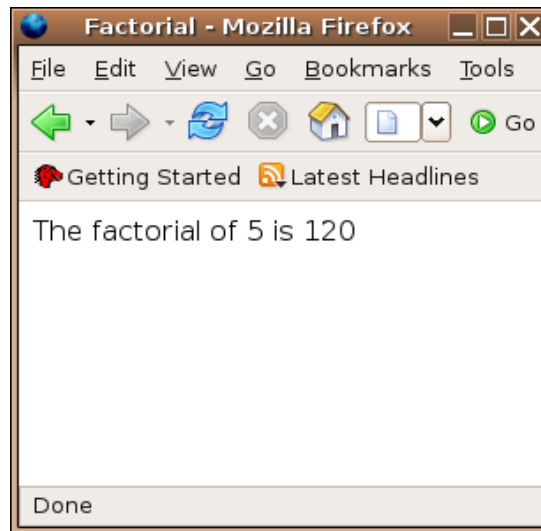 Factorial - Mozilla Firefox
File Edit View Go Bookmarks Tools
Go
Getting Started Latest Headlines
The factorial of 5 is 120
Done